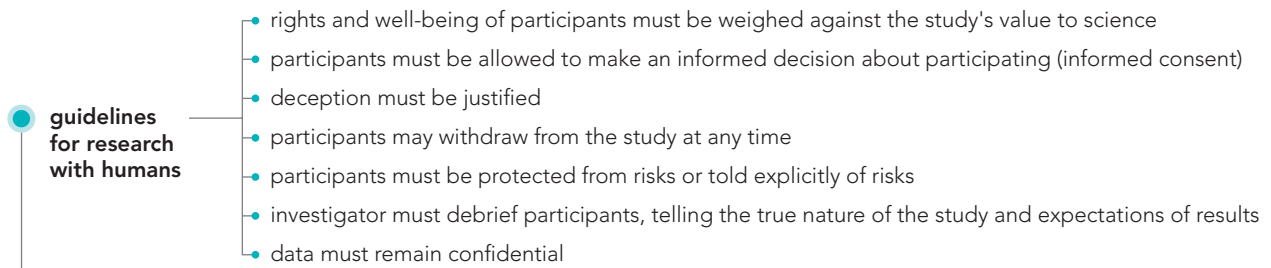 rights and well-being of participants must be weighed against the study's value to science
participants must be allowed to make an informed decision about participating (informed consent)
deception must be justified
guidelines
for research
with humans
participants may withdraw from the study at any time
participants must be protected from risks or told explicitly of risks
investigator must debrief participants, telling the true nature of the study and expectations of results
data must remain confidential